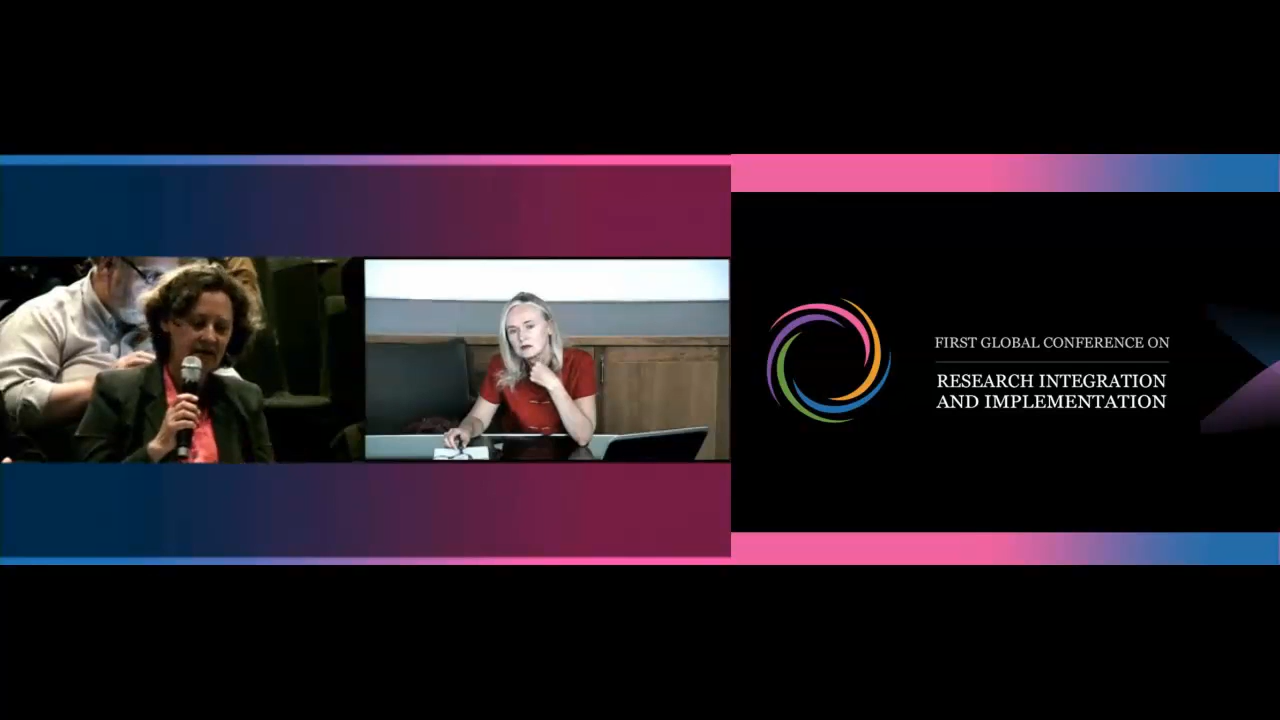 FIRST GLOBAL CONFERENCE ON
RESEARCH INTEGRATION
AND IMPLEMENTATION